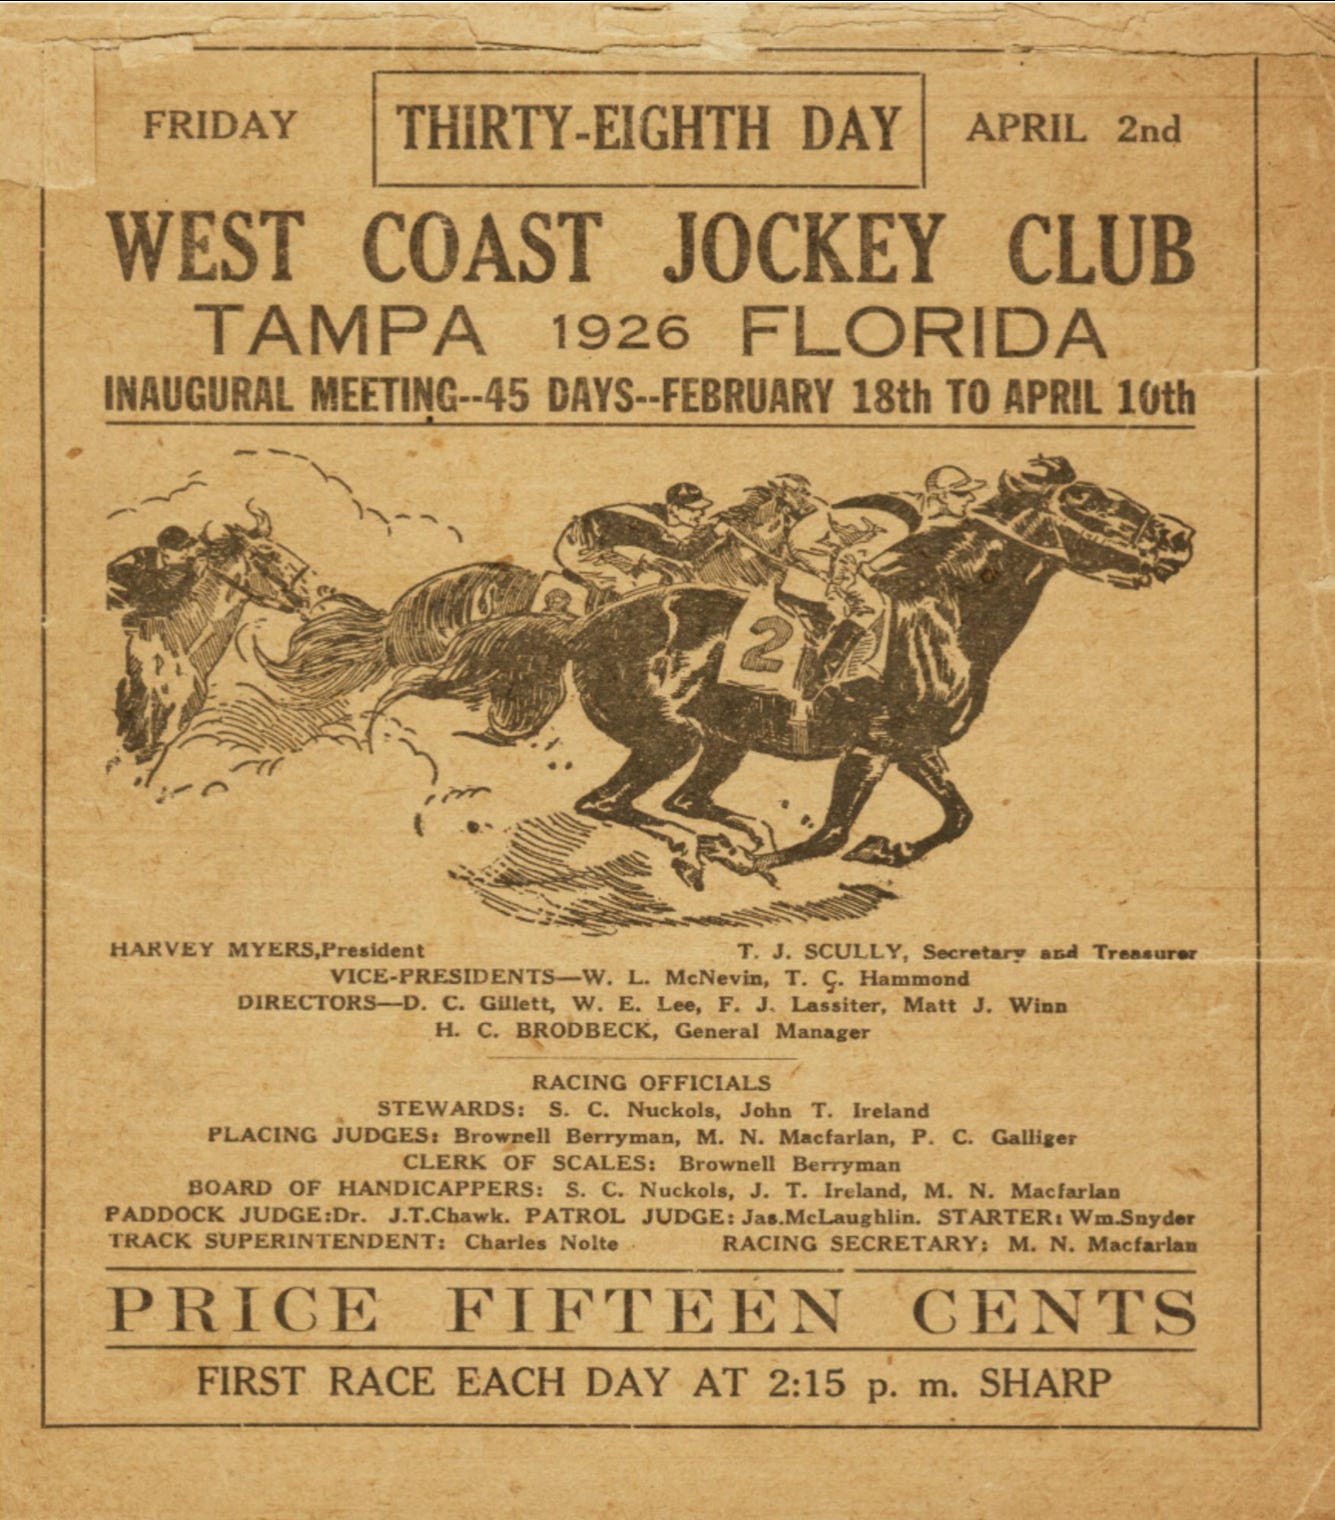 FRIDAY THIRTY-EIGHTH DAY APRIL 2nd
WEST COAST JOCKEY CLUB
TAMPA 1926 FLORIDA
INAUGURAL MEETING--45 DAYS--FEBRUARY 18th TO APRIL 10th
2
HARVEY MYERS,President T. J. SCULLY, Secretary and Treasurer
VICE-PRESIDENTS—W. L. McNevin, T. C. Hammond
DIRECTORS—D. C. Gillett, W. E. Lee, F. J. Lassiter, Matt J. Winn
H. C. BRODBECK, General Manager
RACING OFFICIALS
STEWARDS: S. C. Nuckols, John T. Ireland
PLACING JUDGES: Brownell Berryman, M. N. Macfarlan, P. C. Galliger
CLERK OF SCALES: Brownell Berryman
BOARD OF HANDICAPPERS: S. C. Nuckols, J. T. Ireland, M. N. Macfarlan
PADDOCK JUDGE:Dr. J.T.Chawk. PATROL JUDGE: Jas.McLaughlin. STARTER: Wm.Snyder
TRACK SUPERINTENDENT: Charles Nolte RACING SECRETARY: M. N. Macfarlan
PRICE FIFTEEN CENTS
FIRST RACE EACH DAY AT 2:15 p. m. SHARP